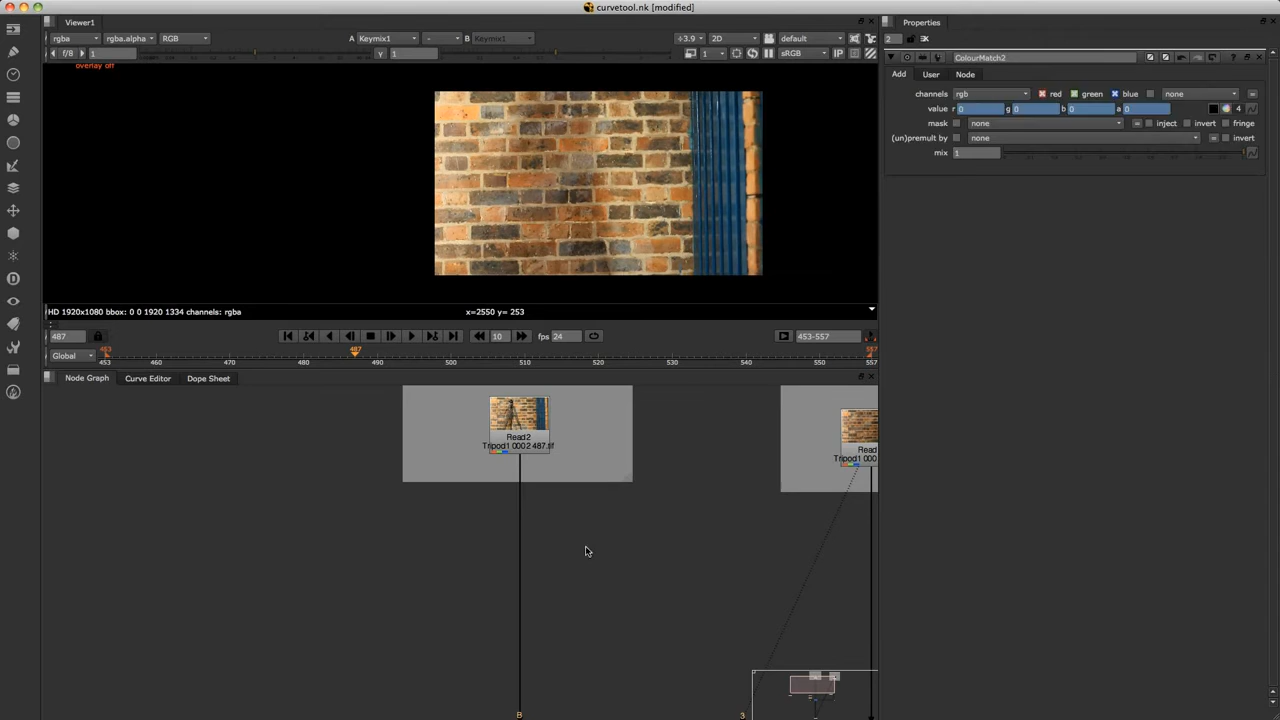 curvetool.nk [modified]
Viewer1
Properties
rgba rgba.alpha RGB A Keymix1 - B Keymix1 ÷3.9 2D default
2
f/8 1 Y 1 1 sRGB IP
overlay off
ColourMatch2
Add User Node
channels rgb red green blue none =
value r 0 g 0 b 0 a 0 4
mask none = inject invert fringe
(un)premult by none = invert
mix 1
HD 1920x1080 bbox: 0 0 1920 1334 channels: rgba x=2550 y= 253
487 10 fps 24 453-557
Global 453 487 557
453 470 480 490 500 510 520 530 540 550 557
Node Graph Curve Editor Dope Sheet
Read2
Tripod1 0002 487.tif
Read
Tripod1 000
B 3